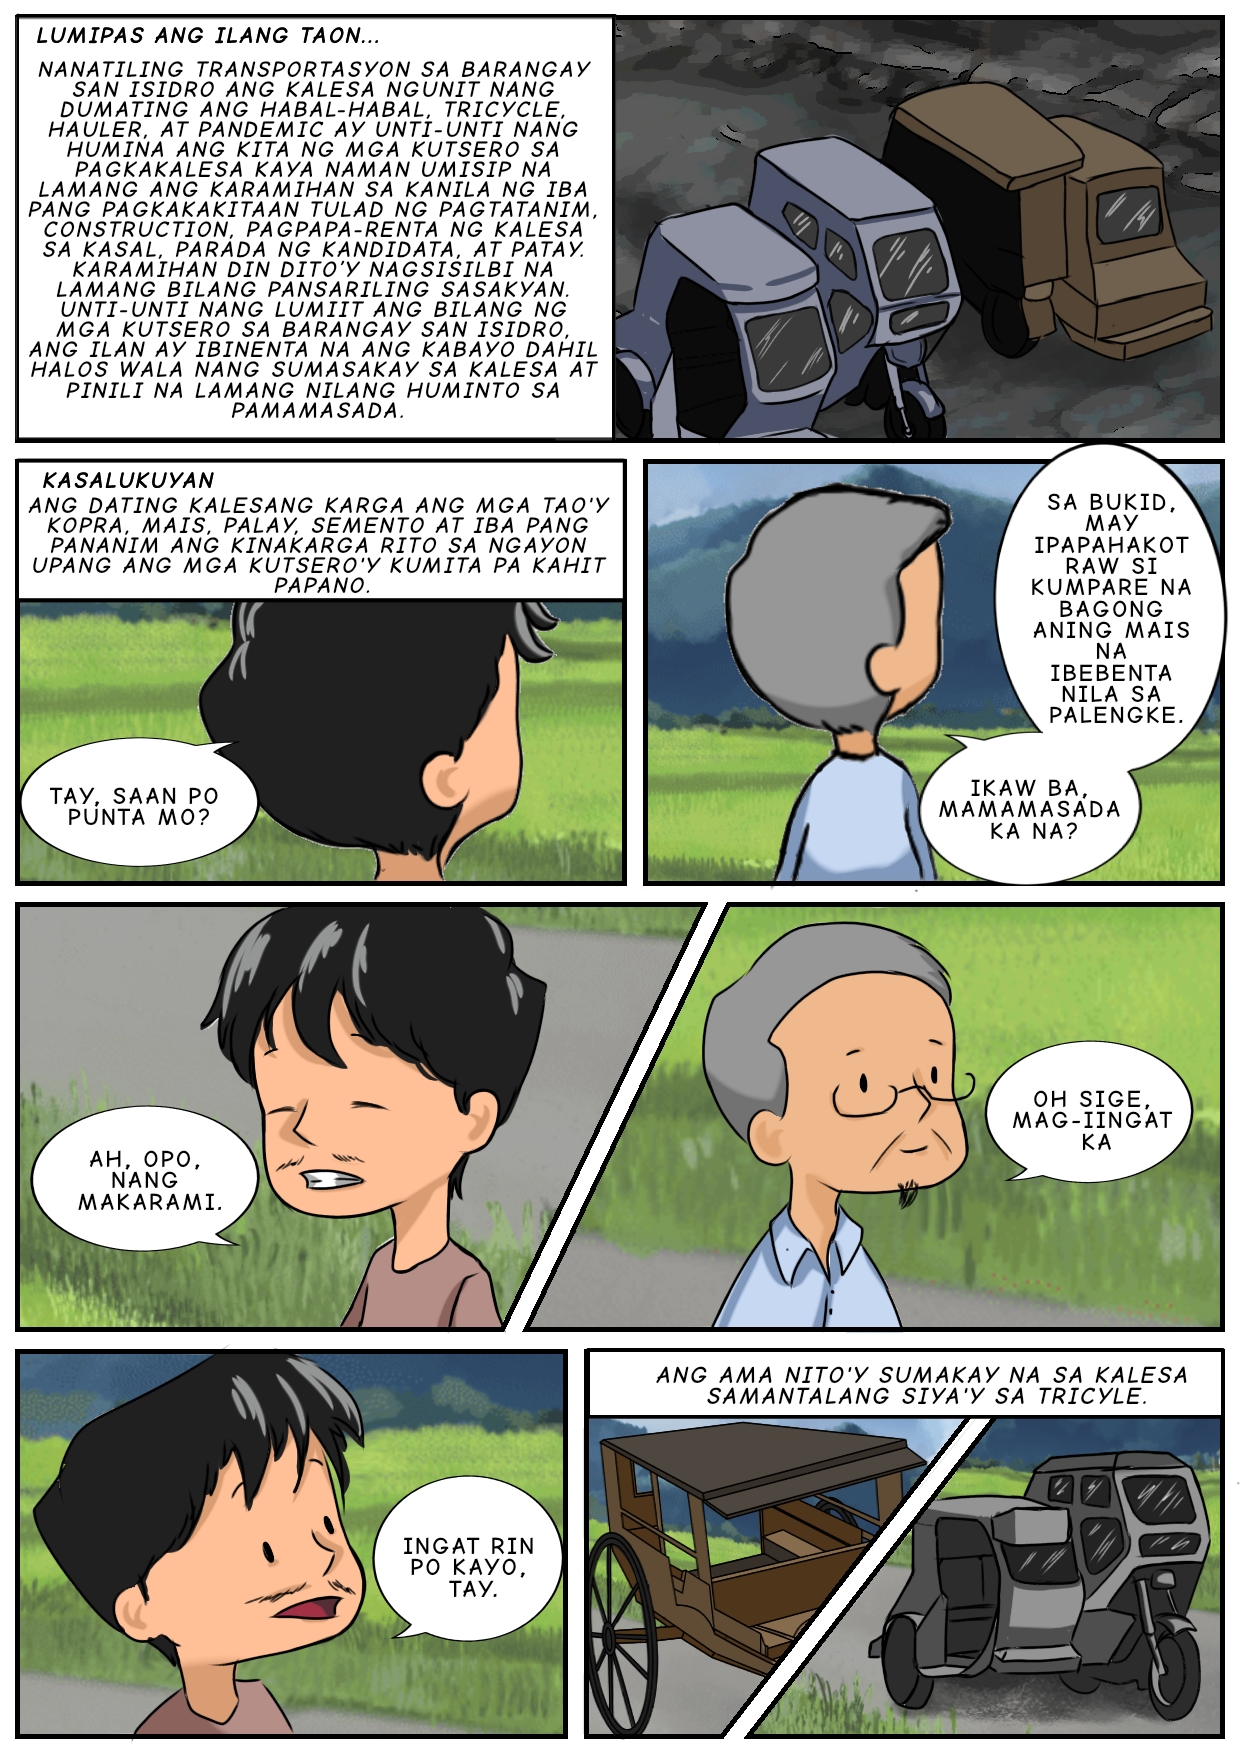 LUMIPAS ANG ILANG TAON...
NANATILING TRANSPORTASYON SA BARANGAY
SAN ISIDRO ANG KALESA NGUNIT NANG
DUMATING ANG HABAL-HABAL, TRICYCLE,
HAULER, AT PANDEMIC AY UNTI-UNTI NANG
HUMINA ANG KITA NG MGA KUTSERO SA
PAGKAKALESA KAYA NAMAN UMISIP NA
LAMANG ANG KARAMIHAN SA KANILA NG IBA
PANG PAGKAKAKITAAN TULAD NG PAGTATANIM,
CONSTRUCTION, PAGPAPA-RENTA NG KALESA
SA KASAL, PARADA NG KANDIDATA, AT PATAY.
KARAMIHAN DIN DITO'Y NAGSISILBI NA
LAMANG BILANG PANSARILING SASAKYAN.
UNTI-UNTI NANG LUMIIT ANG BILANG NG
MGA KUTSERO SA BARANGAY SAN ISIDRO,
ANG ILAN AY IBINENTA NA ANG KABAYO DAHIL
HALOS WALA NANG SUMASAKAY SA KALESA AT
PINILI NA LAMANG NILANG HUMINTO SA
PAMAMASADA.
KASALUKUYAN
ANG DATING KALESANG KARGA ANG MGA TAO'Y
KOPRA, MAIS, PALAY, SEMENTO AT IBA PANG
PANANIM ANG KINAKARGA RITO SA NGAYON
UPANG ANG MGA KUTSERO'Y KUMITA PA KAHIT
PAPANO.
TAY, SAAN PO
PUNTA MO?
SA BUKID,
MAY
IPAPAHAKOT
RAW SI
KUMPARE NA
BAGONG
ANING MAIS
NA
IBEBENTA
NILA SA
PALENGKE.
IKAW BA,
MAMAMASADA
KA NA?
AH, OPO,
NANG
MAKARAMI.
OH SIGE,
MAG-IINGAT
KA
INGAT RIN
PO KAYO,
TAY.
ANG AMA NITO'Y SUMAKAY NA SA KALESA
SAMANTALANG SIYA'Y SA TRICYLE.